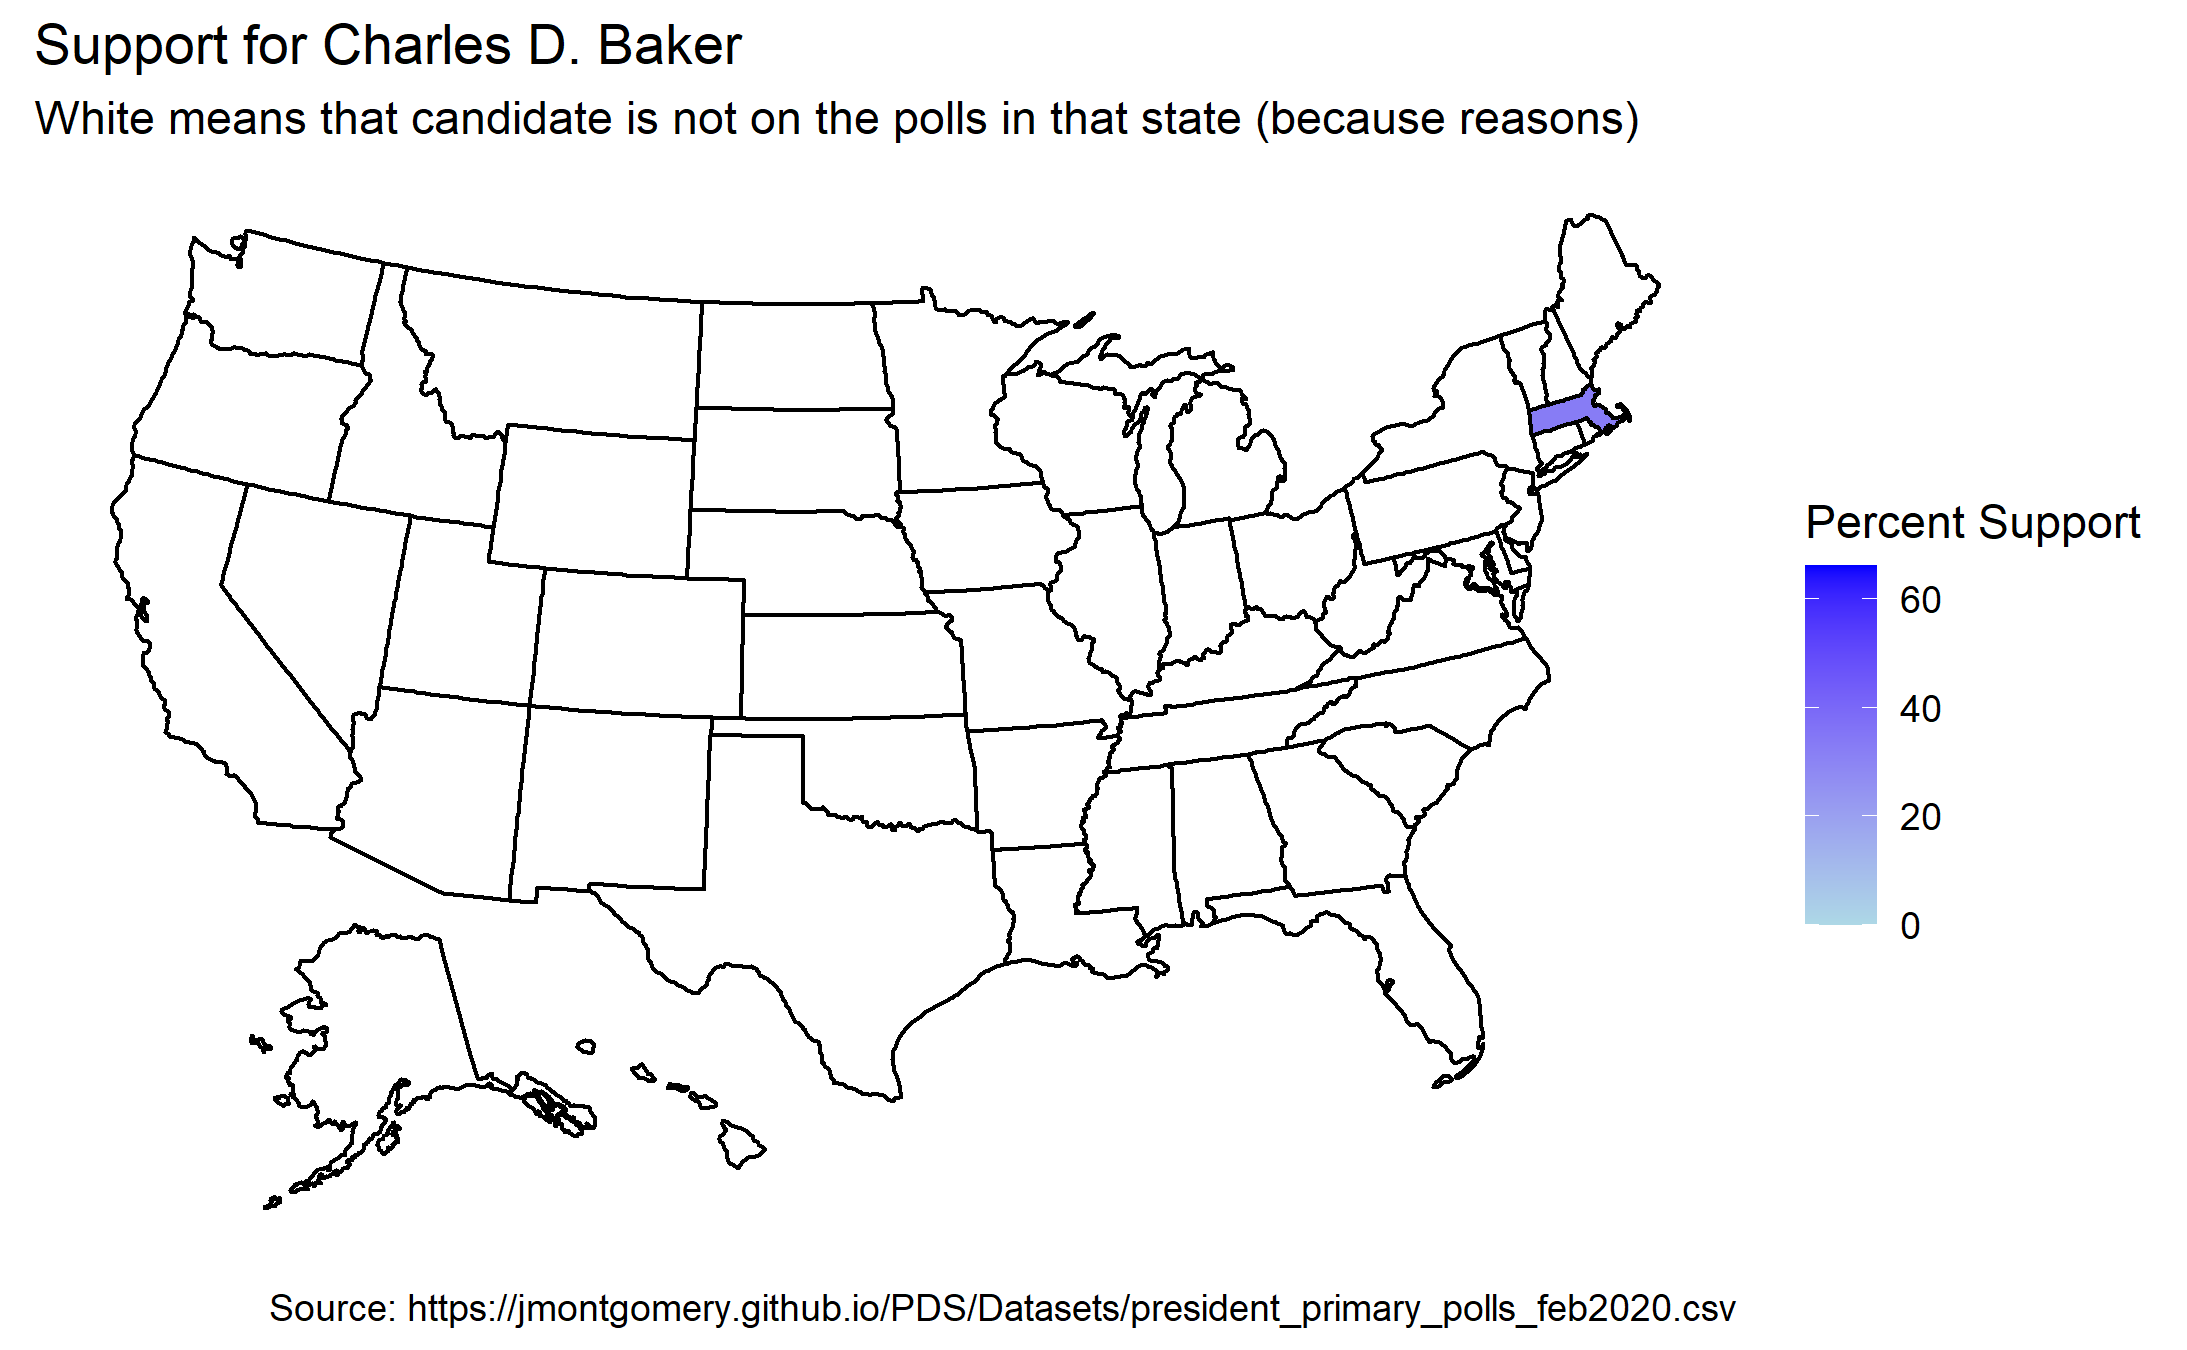 Support for Charles D. Baker
White means that candidate is not on the polls in that state (because reasons)
Percent Support
60
40
20
0
Source: https://jmontgomery.github.io/PDS/Datasets/president_primary_polls_feb2020.csv